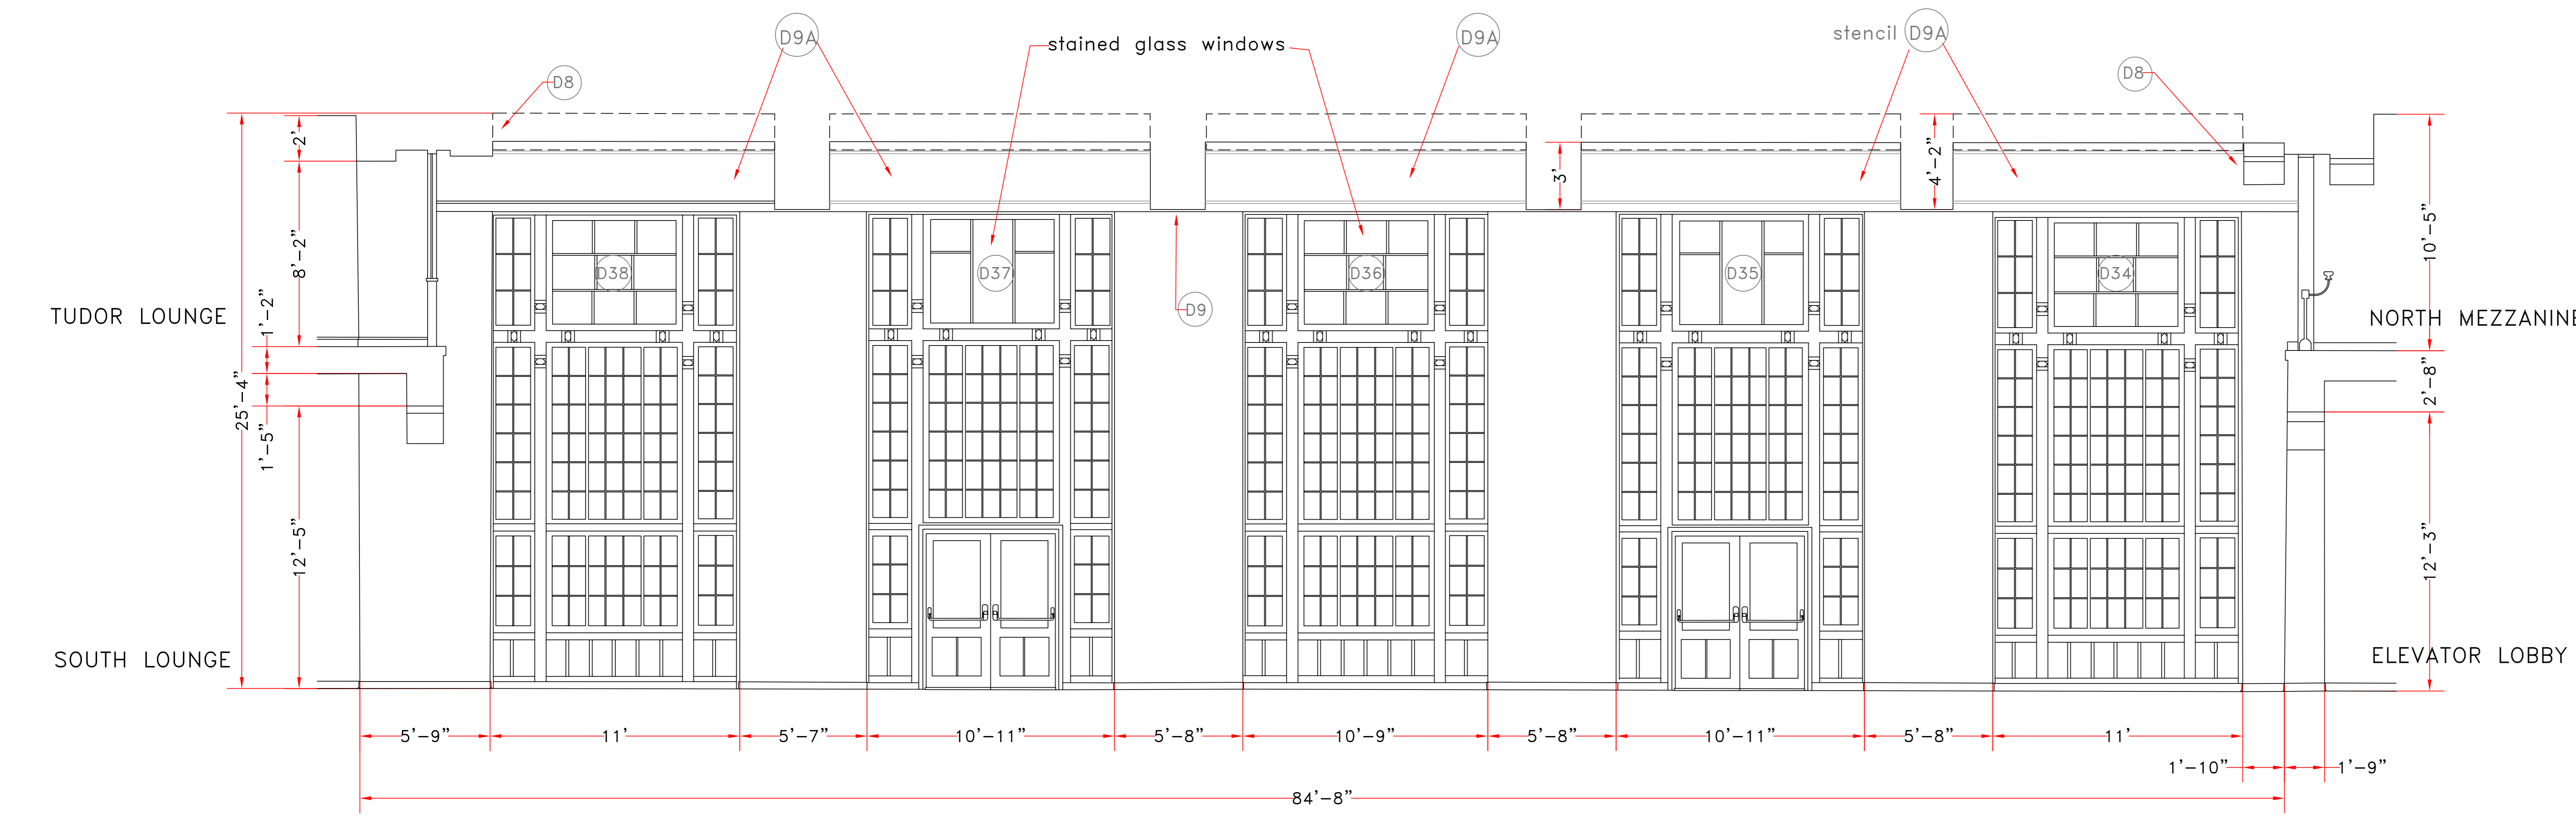 D9A
stained glass windows
D9A
stencil D9A
D8
D8
2'
3'
4'-2"
8'-2"
10'-5"
D38
D37
D36
D35
D34
D9
TUDOR LOUNGE
1'-2"
NORTH MEZZANINE
25'-4"
2'-8"
1'-5"
12'-5"
12'-3"
SOUTH LOUNGE
ELEVATOR LOBBY
5'-9"
11'
5'-7"
10'-11"
5'-8"
10'-9"
5'-8"
10'-11"
5'-8"
11'
1'-10"
1'-9"
84'-8"